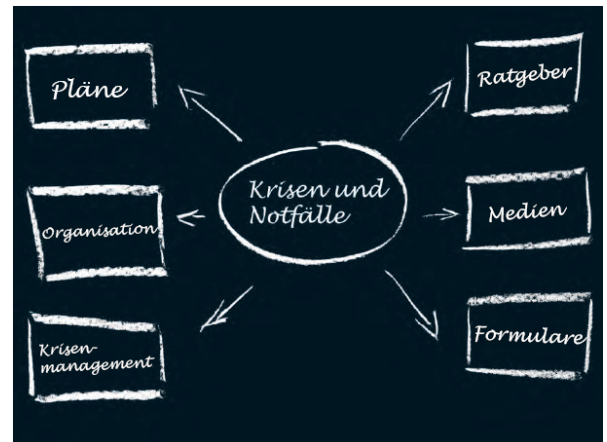 Pläne
Ratgeber
Krisen und
Notfälle
Organisation
Medien
Krisen-
management
Formulare